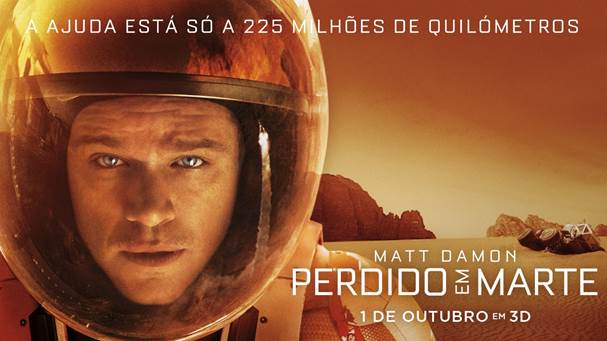 A AJUDA ESTÁ SÓ A 225 MILHÕES DE QUILÓMETROS
MATT DAMON
PERDIDO EM MARTE
1 DE OUTUBRO EM 3D